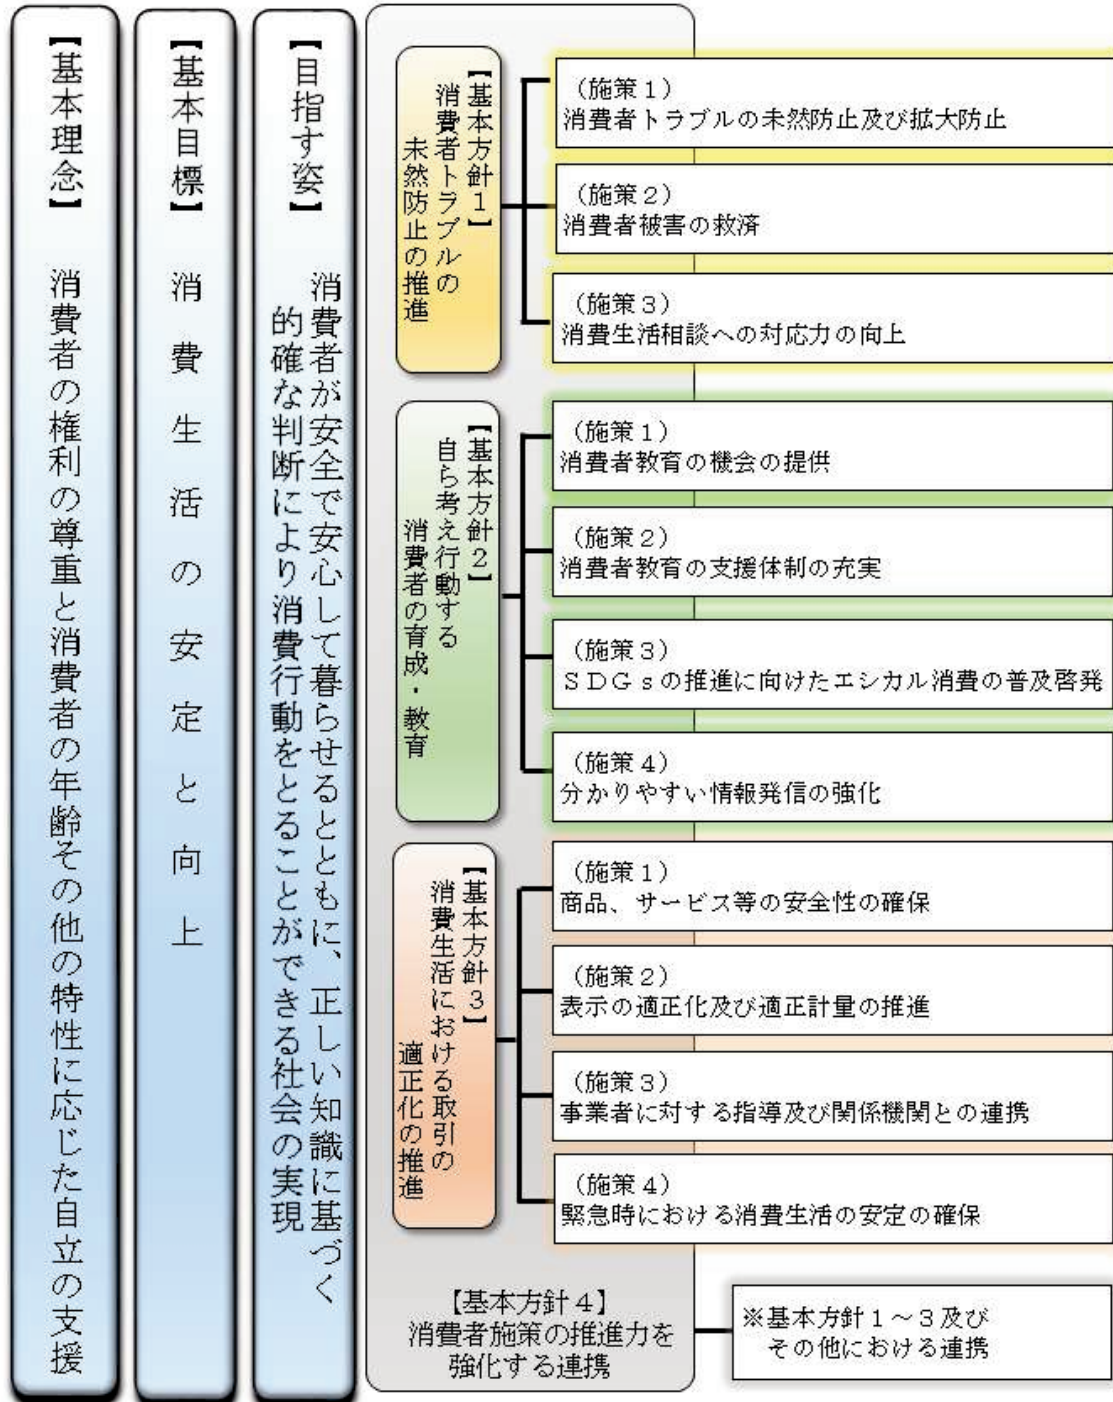 【基本理念】 消費者の権利の尊重と消費者の年齢その他の特性に応じた自立の支援
【基本目標】 消費生活の安定と向上
【目指す姿】 消費者が安全で安心して暮らせるとともに、正しい知識に基づく
的確な判断により消費行動をとることができる社会の実現
【基本方針1】
消費者トラブルの
未然防止の推進
（施策１）
消費者トラブルの未然防止及び拡大防止
（施策２）
消費者被害の救済
（施策３）
消費生活相談への対応力の向上
【基本方針2】
自ら考え行動する
消費者の育成・教育
（施策１）
消費者教育の機会の提供
（施策２）
消費者教育の支援体制の充実
（施策３）
ＳＤＧｓの推進に向けたエシカル消費の普及啓発
（施策４）
分かりやすい情報発信の強化
【基本方針3】
消費生活における取引の
適正化の推進
（施策１）
商品、サービス等の安全性の確保
（施策２）
表示の適正化及び適正計量の推進
（施策３）
事業者に対する指導及び関係機関との連携
（施策４）
緊急時における消費生活の安定の確保
【基本方針４】
消費者施策の推進力を
強化する連携
※基本方針１～３及び
その他における連携